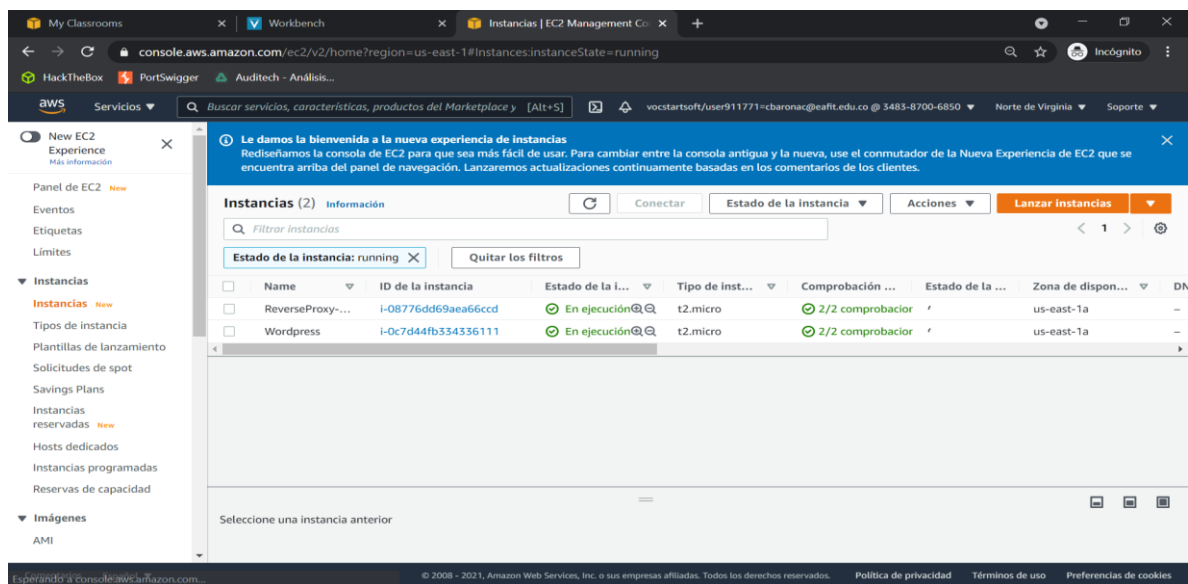 My Classrooms
Workbench
Instancias | EC2 Management Co
console.aws.amazon.com/ec2/v2/home?region=us-east-1#Instances:instanceState=running
Incógnito
HackTheBox
PortSwigger
Auditech - Análisis...
aws
Servicios
Buscar servicios, características, productos del Marketplace y
[Alt+S]
vocstartsoft/user911771=cbaronac@eafit.edu.co @ 3483-8700-6850
Norte de Virginia
Soporte
New EC2
Experience
Más información
Panel de EC2 New
Eventos
Etiquetas
Límites
Instancias
Instancias New
Tipos de instancia
Plantillas de lanzamiento
Solicitudes de spot
Savings Plans
Instancias
reservadas New
Hosts dedicados
Instancias programadas
Reservas de capacidad
Imágenes
AMI
Le damos la bienvenida a la nueva experiencia de instancias
Rediseñamos la consola de EC2 para que sea más fácil de usar. Para cambiar entre la consola antigua y la nueva, use el conmutador de la Nueva Experiencia de EC2 que se
encuentra arriba del panel de navegación. Lanzaremos actualizaciones continuamente basadas en los comentarios de los clientes.
Instancias (2) Información
Conectar
Estado de la instancia
Acciones
Lanzar instancias
Filtrar instancias
1
Estado de la instancia: running
Quitar los filtros
Name ID de la instancia Estado de la i... Tipo de inst... Comprobación ... Estado de la ... Zona de dispon... DN
ReverseProxy-... i-08776dd69aea66ccd En ejecución t2.micro 2/2 comprobacior us-east-1a –
Wordpress i-0c7d44fb334336111 En ejecución t2.micro 2/2 comprobacior us-east-1a –
Seleccione una instancia anterior
Esperando a console.aws.amazon.com...
© 2008 - 2021, Amazon Web Services, Inc. o sus empresas afiliadas. Todos los derechos reservados.
Política de privacidad
Términos de uso
Preferencias de cookies